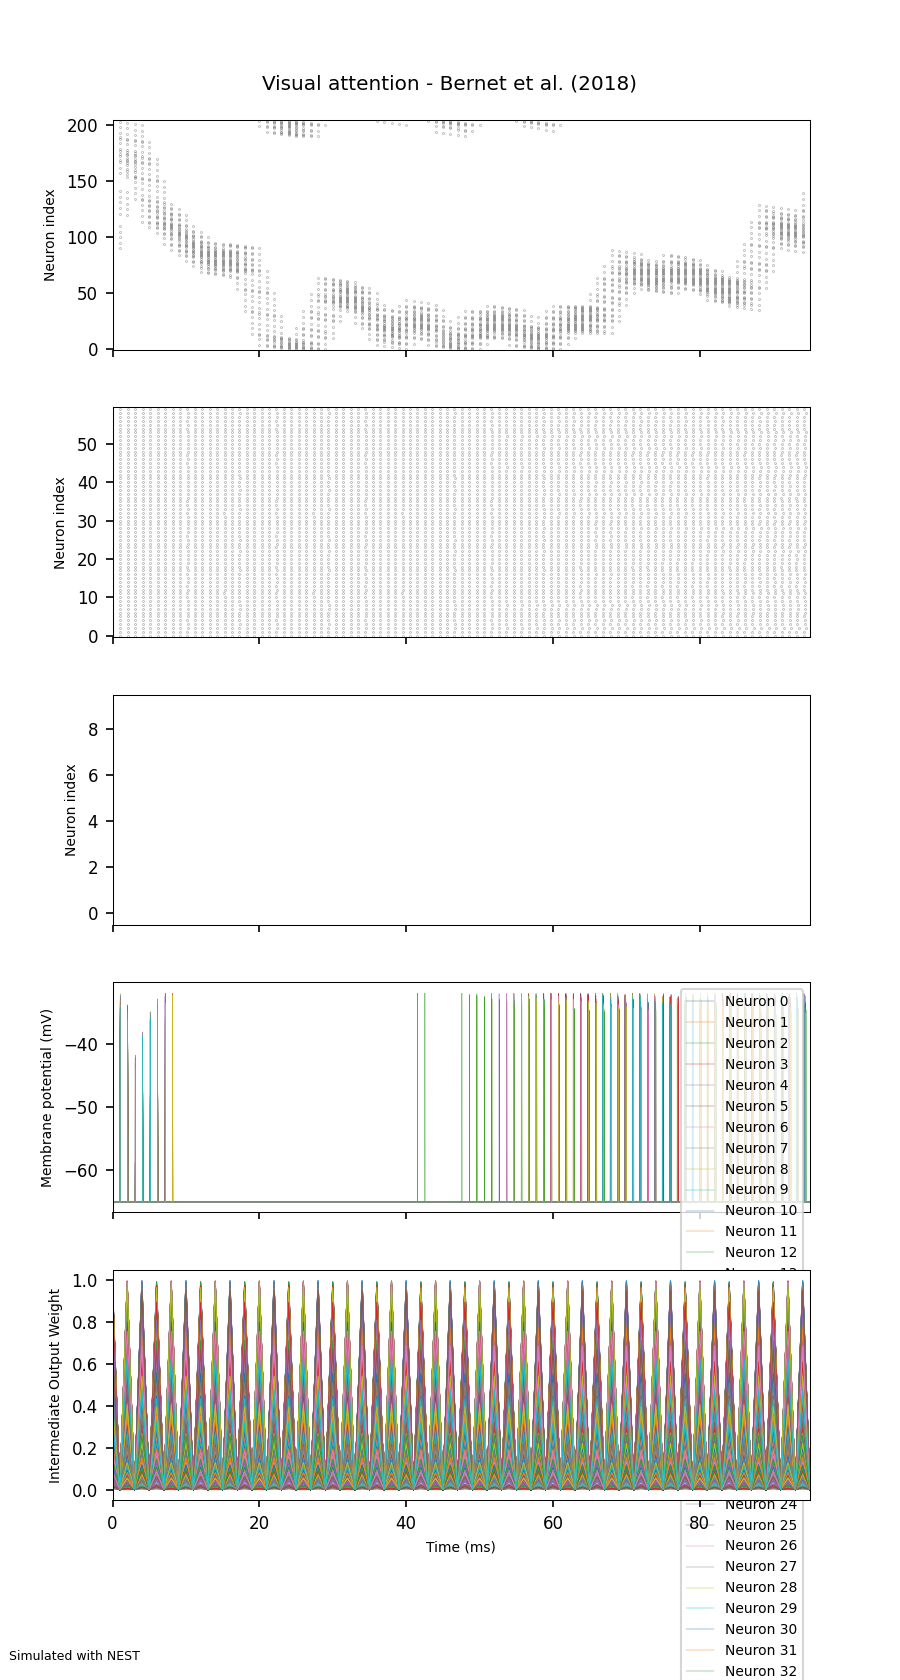 Visual attention - Bernet et al. (2018)
200
150
100
50
0
Neuron index
50
40
30
20
10
0
Neuron index
8
6
4
2
0
Neuron index
−40
−50
−60
Membrane potential (mV)
Neuron 0
Neuron 1
Neuron 2
Neuron 3
Neuron 4
Neuron 5
Neuron 6
Neuron 7
Neuron 8
Neuron 9
Neuron 10
Neuron 11
Neuron 12
1.0
0.8
0.6
0.4
0.2
0.0
Intermediate Output Weight
0 20 40 60 80
Time (ms)
Neuron 24
Neuron 25
Neuron 26
Neuron 27
Neuron 28
Neuron 29
Neuron 30
Neuron 31
Neuron 32
Simulated with NEST